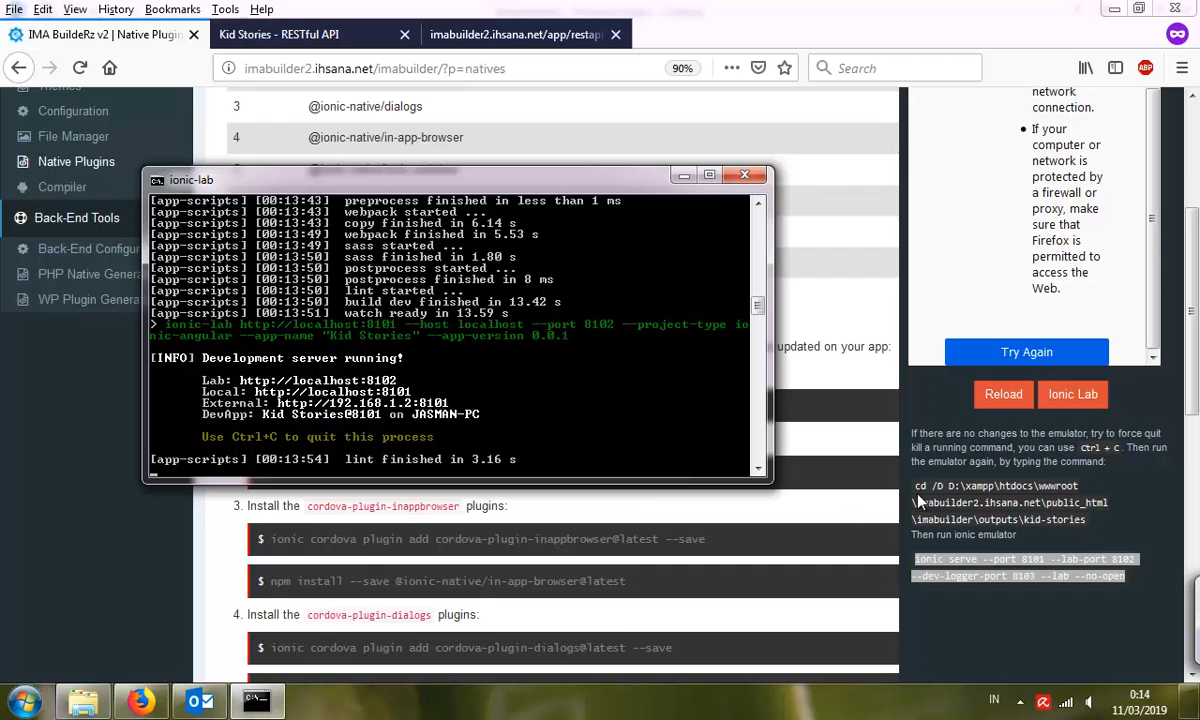 File Edit View History Bookmarks Tools Help
IMA BuildeRz v2 | Native Plugin
Kid Stories - RESTful API
imabuilder2.ihsana.net/app/restapi
imabuilder2.ihsana.net/imabuilder/?p=natives
90%
Search
ABP
Configuration
File Manager
Native Plugins
Compiler
Back-End Tools
Back-End Configur
PHP Native Genera
WP Plugin Genera
3 @ionic-native/dialogs
4 @ionic-native/in-app-browser
ionic-lab
[app-scripts] [00:13:43] preprocess finished in less than 1 ms
[app-scripts] [00:13:43] webpack started ...
[app-scripts] [00:13:43] copy finished in 6.14 s
[app-scripts] [00:13:49] webpack finished in 5.53 s
[app-scripts] [00:13:49] sass started ...
[app-scripts] [00:13:50] sass finished in 1.80 s
[app-scripts] [00:13:50] postprocess started ...
[app-scripts] [00:13:50] postprocess finished in 8 ms
[app-scripts] [00:13:50] lint started ...
[app-scripts] [00:13:50] build dev finished in 13.42 s
[app-scripts] [00:13:51] watch ready in 13.59 s
> ionic-lab http://localhost:8101 --host localhost --port 8102 --project-type io
nic-angular --app-name "Kid Stories" --app-version 0.0.1
[INFO] Development server running!
Lab: http://localhost:8102
Local: http://localhost:8101
External: http://192.168.1.2:8101
DevApp: Kid Stories@8101 on JASMAN-PC
Use Ctrl+C to quit this process
[app-scripts] [00:13:54] lint finished in 3.16 s
updated on your app:
3. Install the cordova-plugin-inappbrowser plugins:
$ ionic cordova plugin add cordova-plugin-inappbrowser@latest --save
$ npm install --save @ionic-native/in-app-browser@latest
4. Install the cordova-plugin-dialogs plugins:
$ ionic cordova plugin add cordova-plugin-dialogs@latest --save
network
connection.
If your
computer or
network is
protected by
a firewall or
proxy, make
sure that
Firefox is
permitted to
access the
Web.
Try Again
Reload
Ionic Lab
If there are no changes to the emulator, try to force quit
kill a running command, you can use ctrl + C. Then run
the emulator again, by typing the command:
cd /D D:\xampp\htdocs\wwwroot
\imabuilder2.ihsana.net\public_html
\imabuilder\outputs\kid-stories
Then run ionic emulator
ionic serve --port 8101 --lab-port 8102
--dev-logger-port 8103 --lab --no-open
IN
0:14
11/03/2019